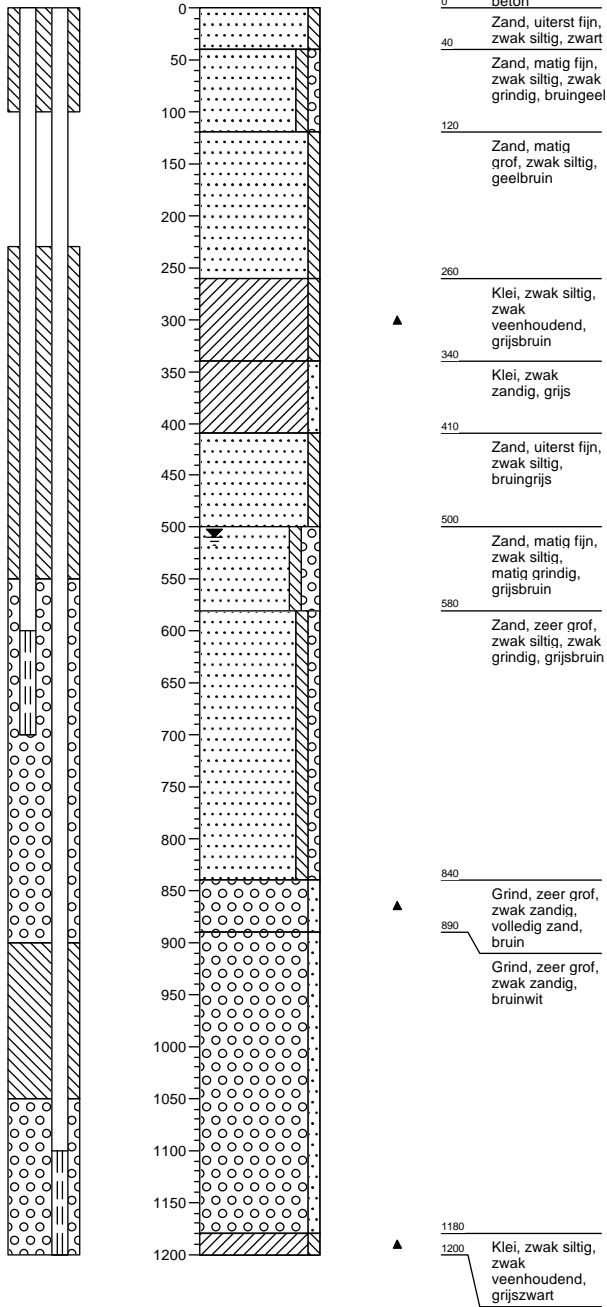 0
50
100
150
200
250
300
350
400
450
500
550
600
650
700
750
800
850
900
950
1000
1050
1100
1150
1200
0
beton
Zand, uiterst fijn,
zwak siltig, zwart
40
Zand, matig fijn,
zwak siltig, zwak
grindig, bruingeel
120
Zand, matig
grof, zwak siltig,
geelbruin
260
Klei, zwak siltig,
zwak
veenhoudend,
grijsbruin
340
Klei, zwak
zandig, grijs
410
Zand, uiterst fijn,
zwak siltig,
bruingrijs
500
Zand, matig fijn,
zwak siltig,
matig grindig,
grijsbruin
580
Zand, zeer grof,
zwak siltig, zwak
grindig, grijsbruin
840
Grind, zeer grof,
zwak zandig,
volledig zand,
bruin
890
Grind, zeer grof,
zwak zandig,
bruinwit
1180
1200
Klei, zwak siltig,
zwak
veenhoudend,
grijszwart